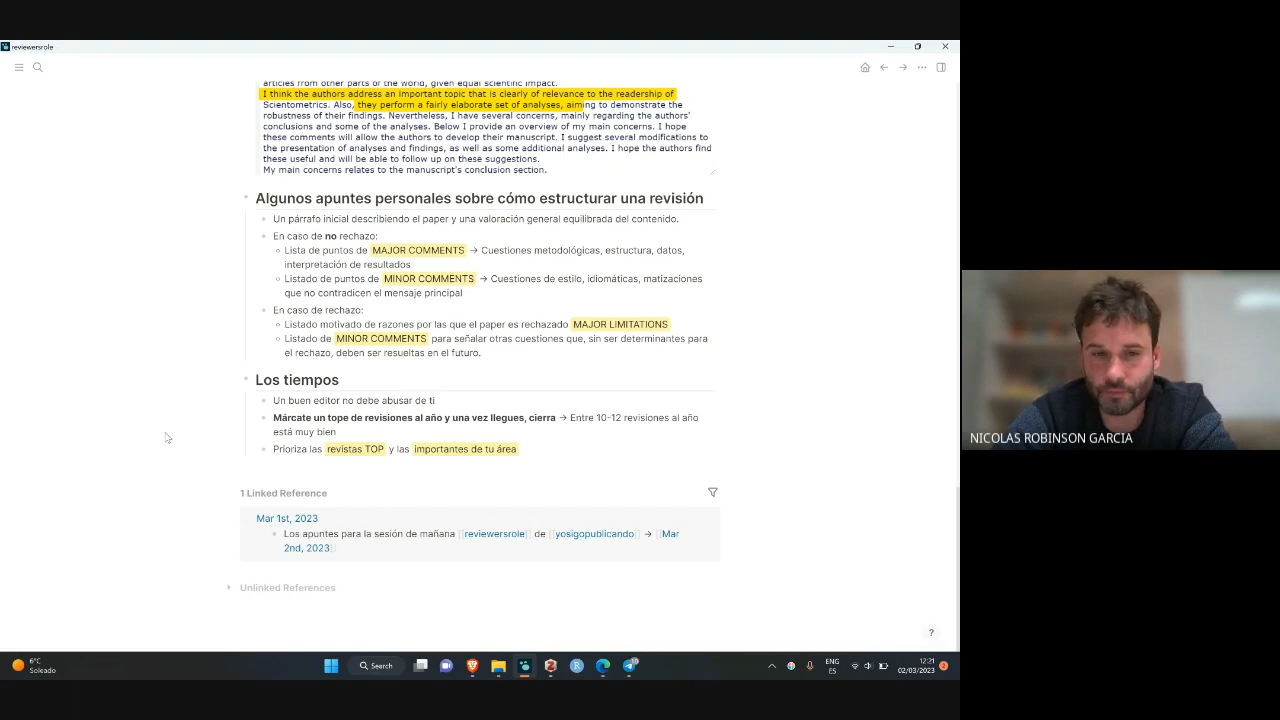 reviewersrole
articles from other parts of the world, given equal scientific impact.
I think the authors address an important topic that is clearly of relevance to the readership of
Scientometrics. Also, they perform a fairly elaborate set of analyses, aiming to demonstrate the
robustness of their findings. Nevertheless, I have several concerns, mainly regarding the authors'
conclusions and some of the analyses. Below I provide an overview of my main concerns. I hope
these comments will allow the authors to develop their manuscript. I suggest several modifications to
the presentation of analyses and findings, as well as some additional analyses. I hope the authors find
these useful and will be able to follow up on these suggestions.
My main concerns relates to the manuscript's conclusion section.
Algunos apuntes personales sobre cómo estructurar una revisión
Un párrafo inicial describiendo el paper y una valoración general equilibrada del contenido.
En caso de no rechazo:
Lista de puntos de MAJOR COMMENTS → Cuestiones metodológicas, estructura, datos,
interpretación de resultados
Listado de puntos de MINOR COMMENTS → Cuestiones de estilo, idiomáticas, matizaciones
que no contradicen el mensaje principal
En caso de rechazo:
Listado motivado de razones por las que el paper es rechazado MAJOR LIMITATIONS
Listado de MINOR COMMENTS para señalar otras cuestiones que, sin ser determinantes para
el rechazo, deben ser resueltas en el futuro.
Los tiempos
Un buen editor no debe abusar de ti
Márcate un tope de revisiones al año y una vez llegues, cierra → Entre 10-12 revisiones al año
está muy bien
Prioriza las revistas TOP y las importantes de tu área
1 Linked Reference
Mar 1st, 2023
Los apuntes para la sesión de mañana [[reviewersrole]] de [[yosigopublicando]] → [[Mar
2nd, 2023]]
Unlinked References
?
NICOLAS ROBINSON GARCIA
6°C
Soleado
Search
ENG
ES
12:21
02/03/2023
2